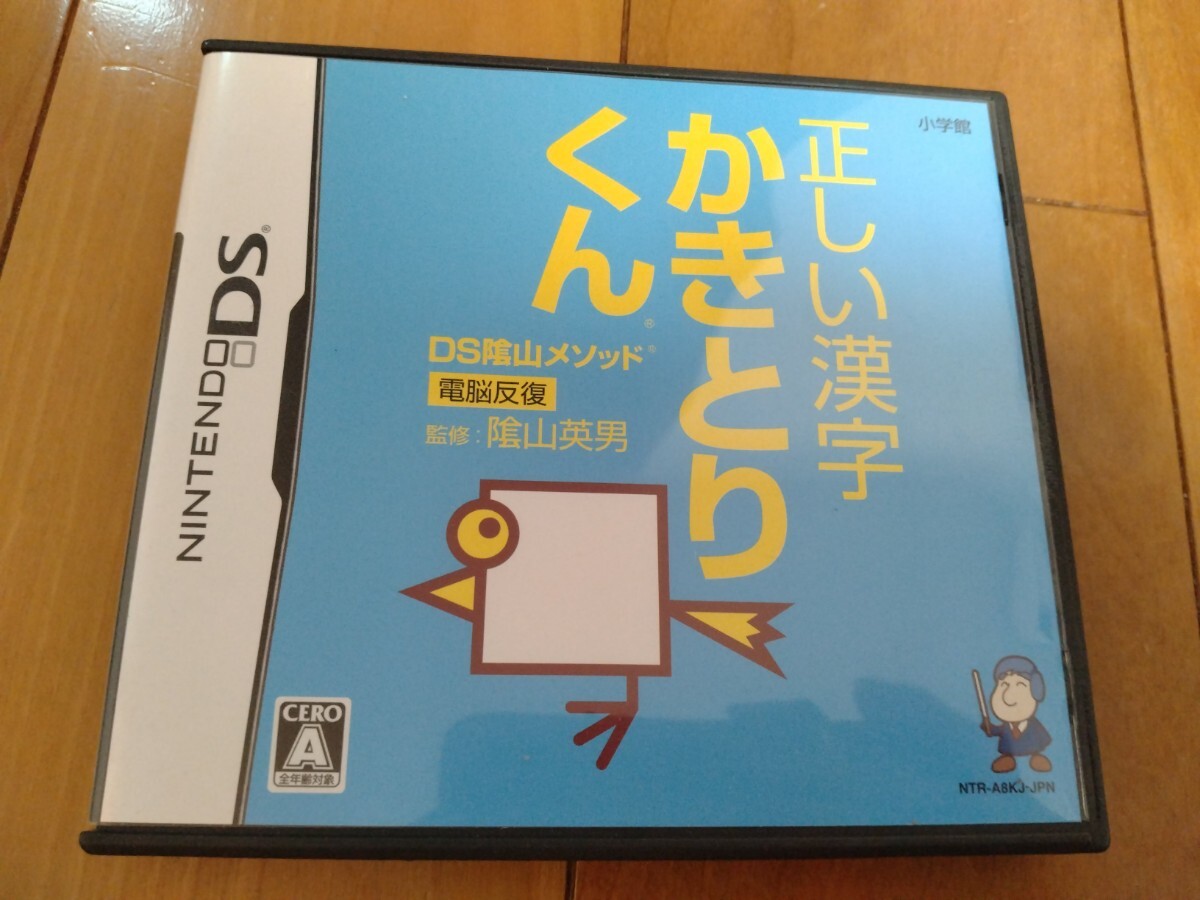 小学館
正しい漢字
かきとり
くん®
DS陰山メソッド®
電脳反復
監修：陰山英男
NINTENDO DS®
CERO
A
全年齢対象
NTR-A8KJ-JPN